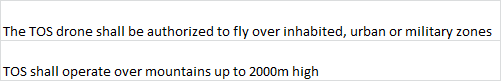 The TOS drone shall be authorized to fly over inhabited, urban or military zones
TOS shall operate over mountains up to 2000m high